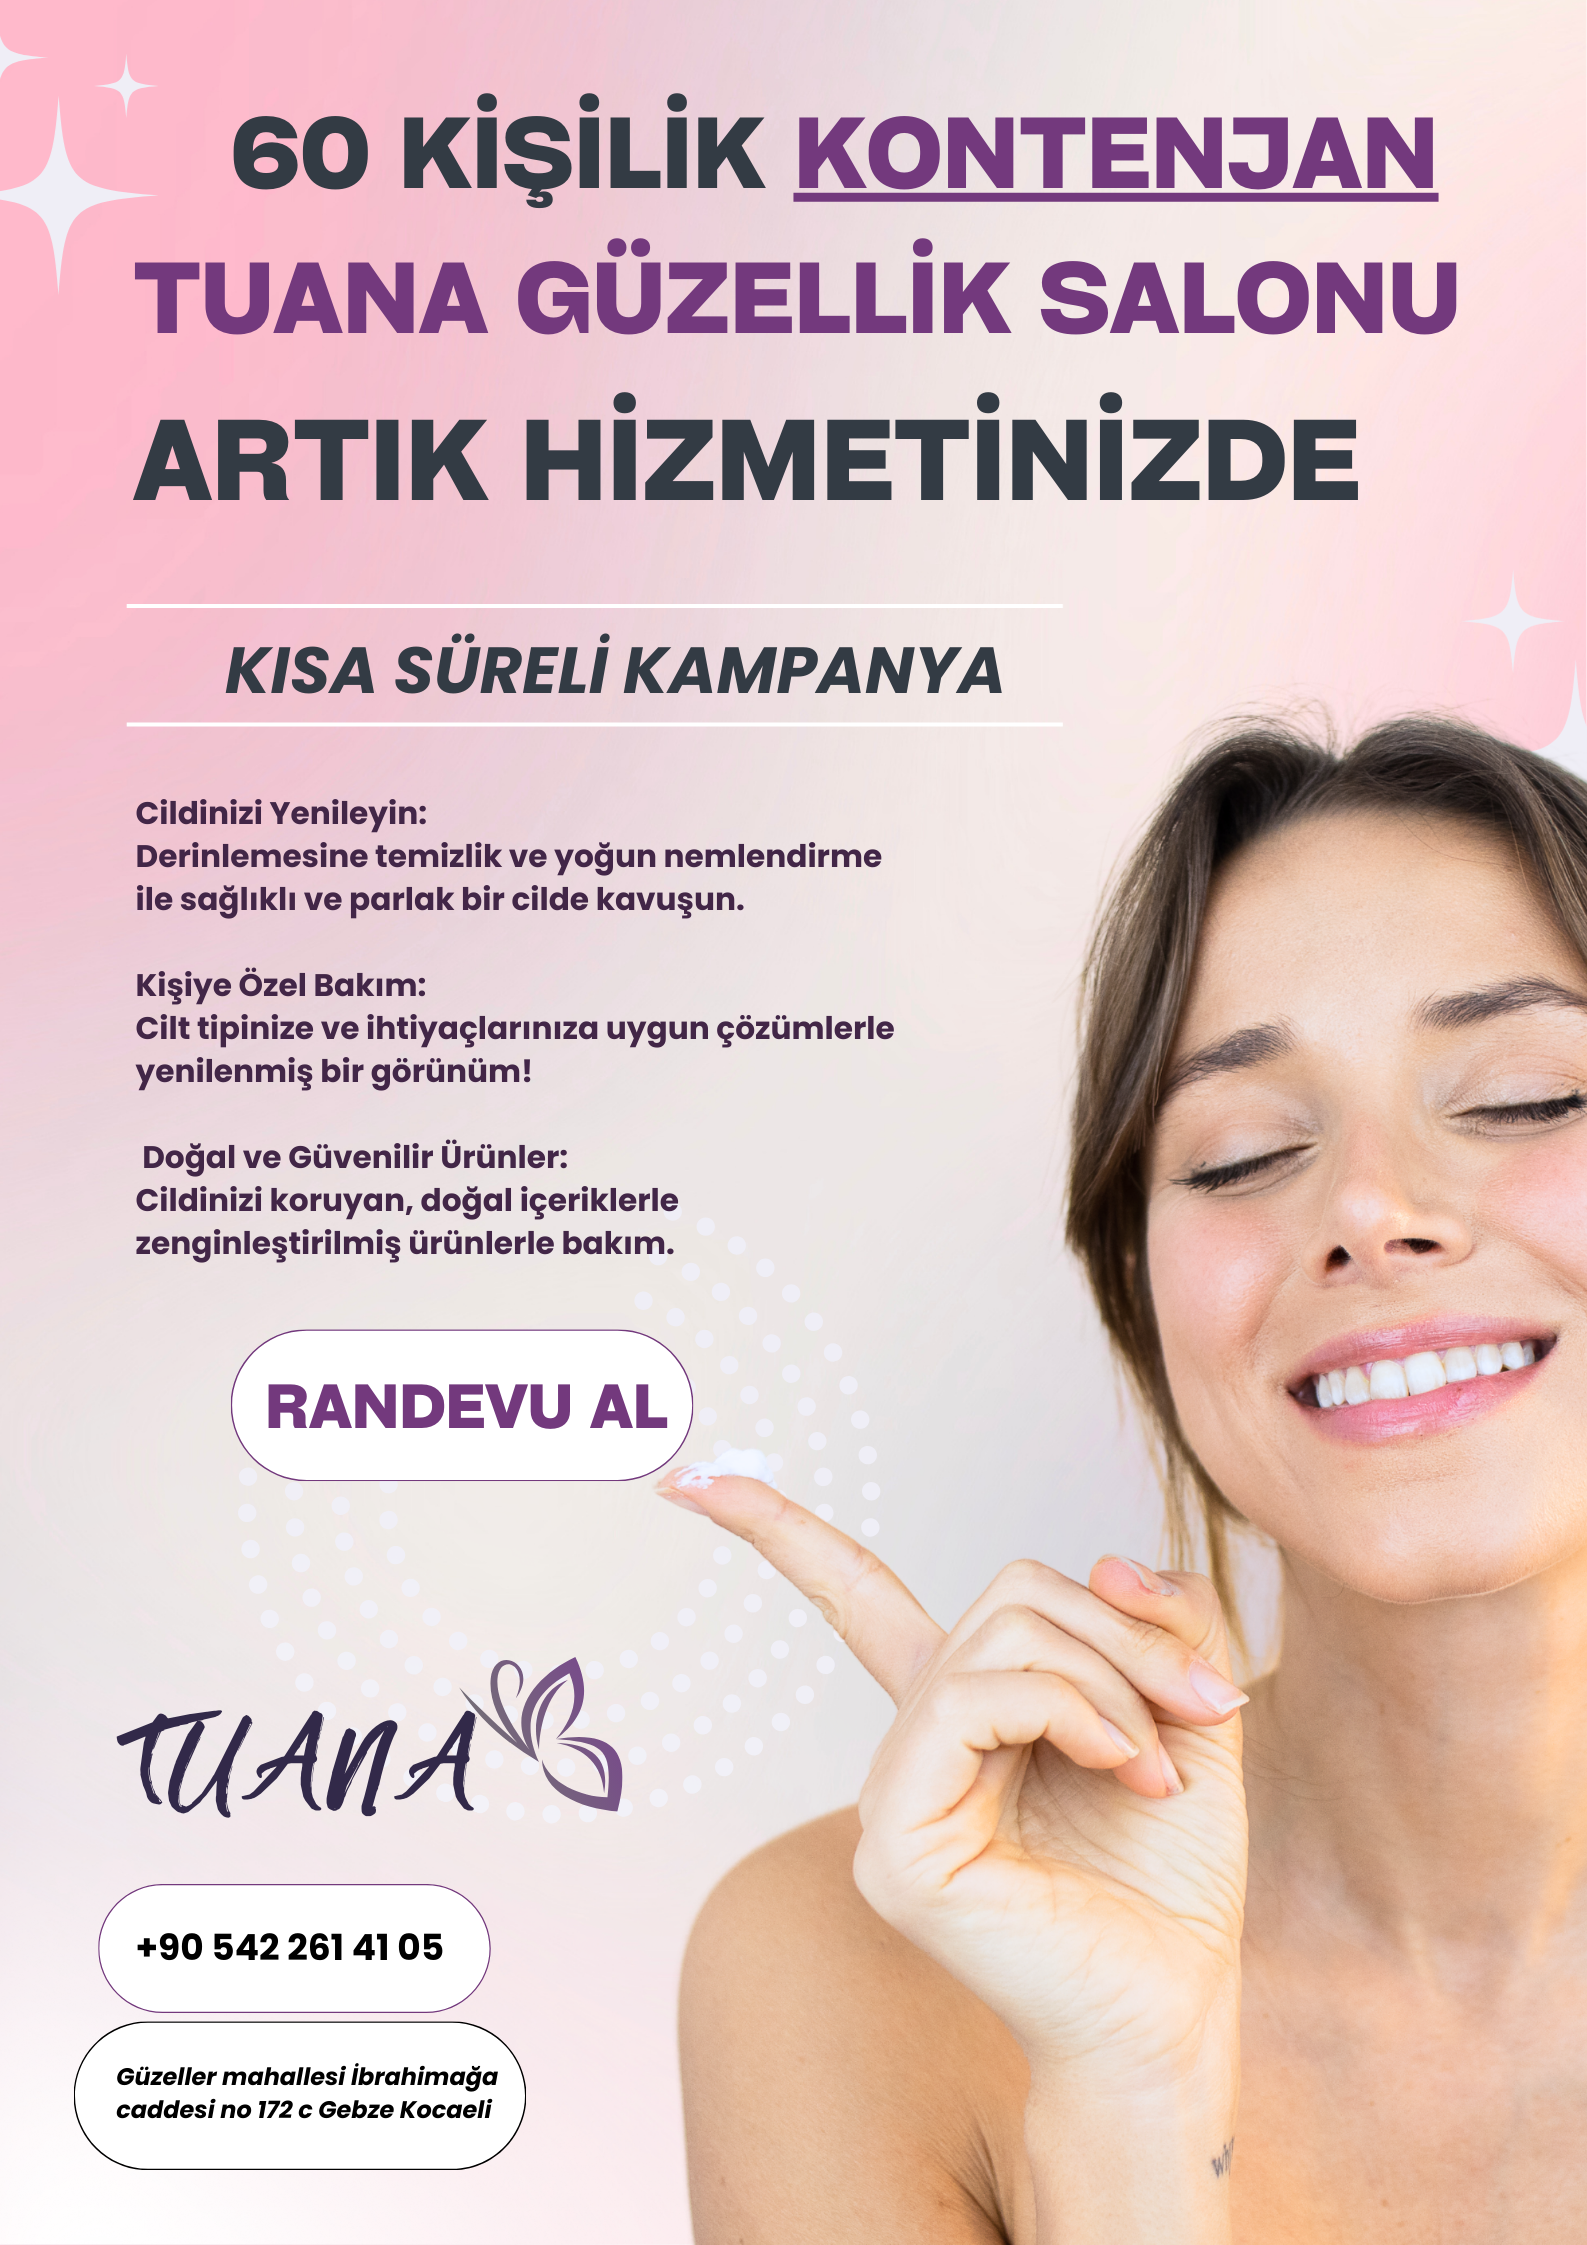 60 KİŞİLİK KONTENJAN
TUANA GÜZELLİK SALONU
ARTIK HİZMETİNİZDE
KISA SÜRELİ KAMPANYA
Cildinizi Yenileyin:
Derinlemesine temizlik ve yoğun nemlendirme
ile sağlıklı ve parlak bir cilde kavuşun.
Kişiye Özel Bakım:
Cilt tipinize ve ihtiyaçlarınıza uygun çözümlerle
yenilenmiş bir görünüm!
Doğal ve Güvenilir Ürünler:
Cildinizi koruyan, doğal içeriklerle
zenginleştirilmiş ürünlerle bakım.
RANDEVU AL
TUANA
+90 542 261 41 05
Güzeller mahallesi İbrahimağa
caddesi no 172 c Gebze Kocaeli